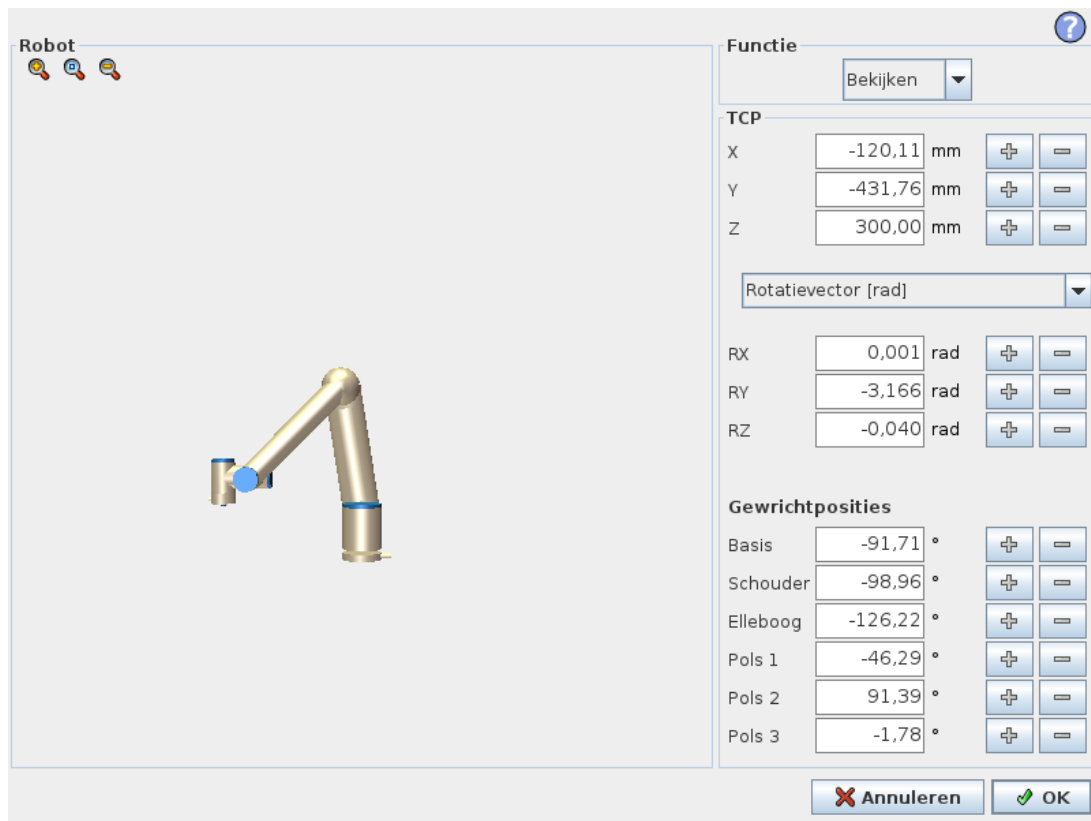 ?
Robot
Functie
Bekijken
TCP
X -120,11 mm
Y -431,76 mm
Z 300,00 mm
Rotatievector [rad]
RX 0,001 rad
RY -3,166 rad
RZ -0,040 rad
Gewrichtposities
Basis -91,71 °
Schouder -98,96 °
Elleboog -126,22 °
Pols 1 -46,29 °
Pols 2 91,39 °
Pols 3 -1,78 °
Annuleren OK